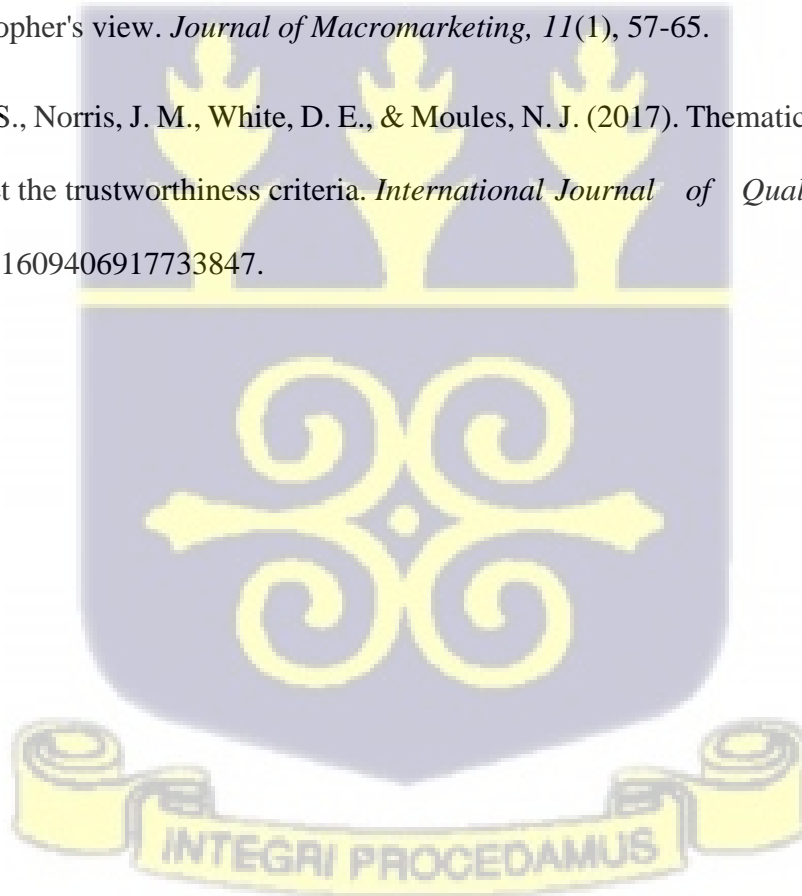 opher's view. Journal of Macromarketing, 11(1), 57-65.
S., Norris, J. M., White, D. E., & Moules, N. J. (2017). Thematic
t the trustworthiness criteria. International Journal of Qual
1609406917733847.
INTEGRI PROCEDAMUS